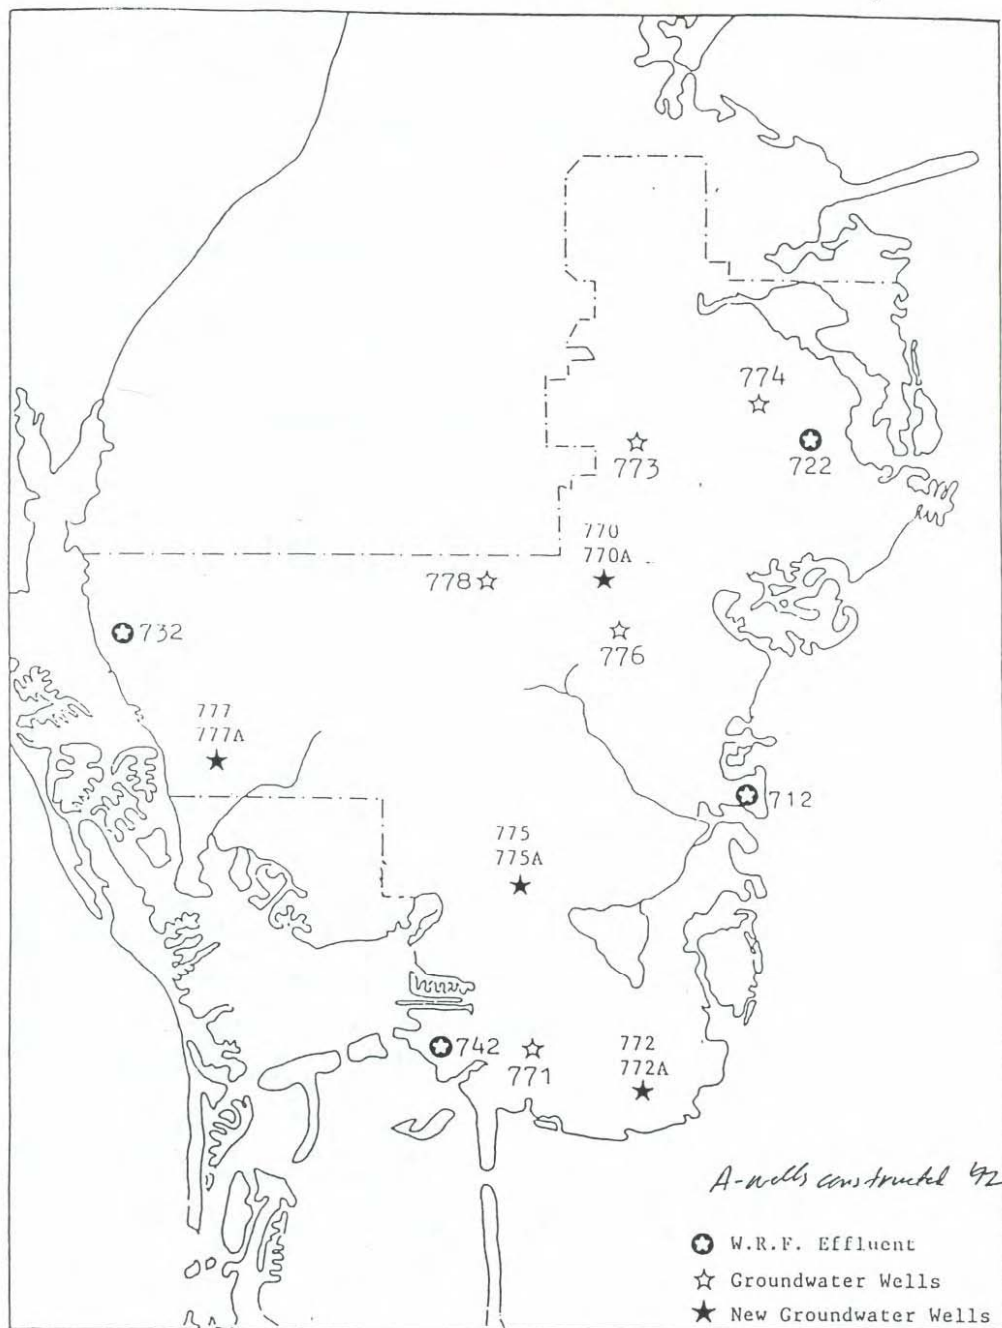 774
773
722
770
770A
778
776
732
777
777A
712
775
775A
742
771
772
772A
A-wells constructed '92
W.R.F. Effluent
Groundwater Wells
New Groundwater Wells